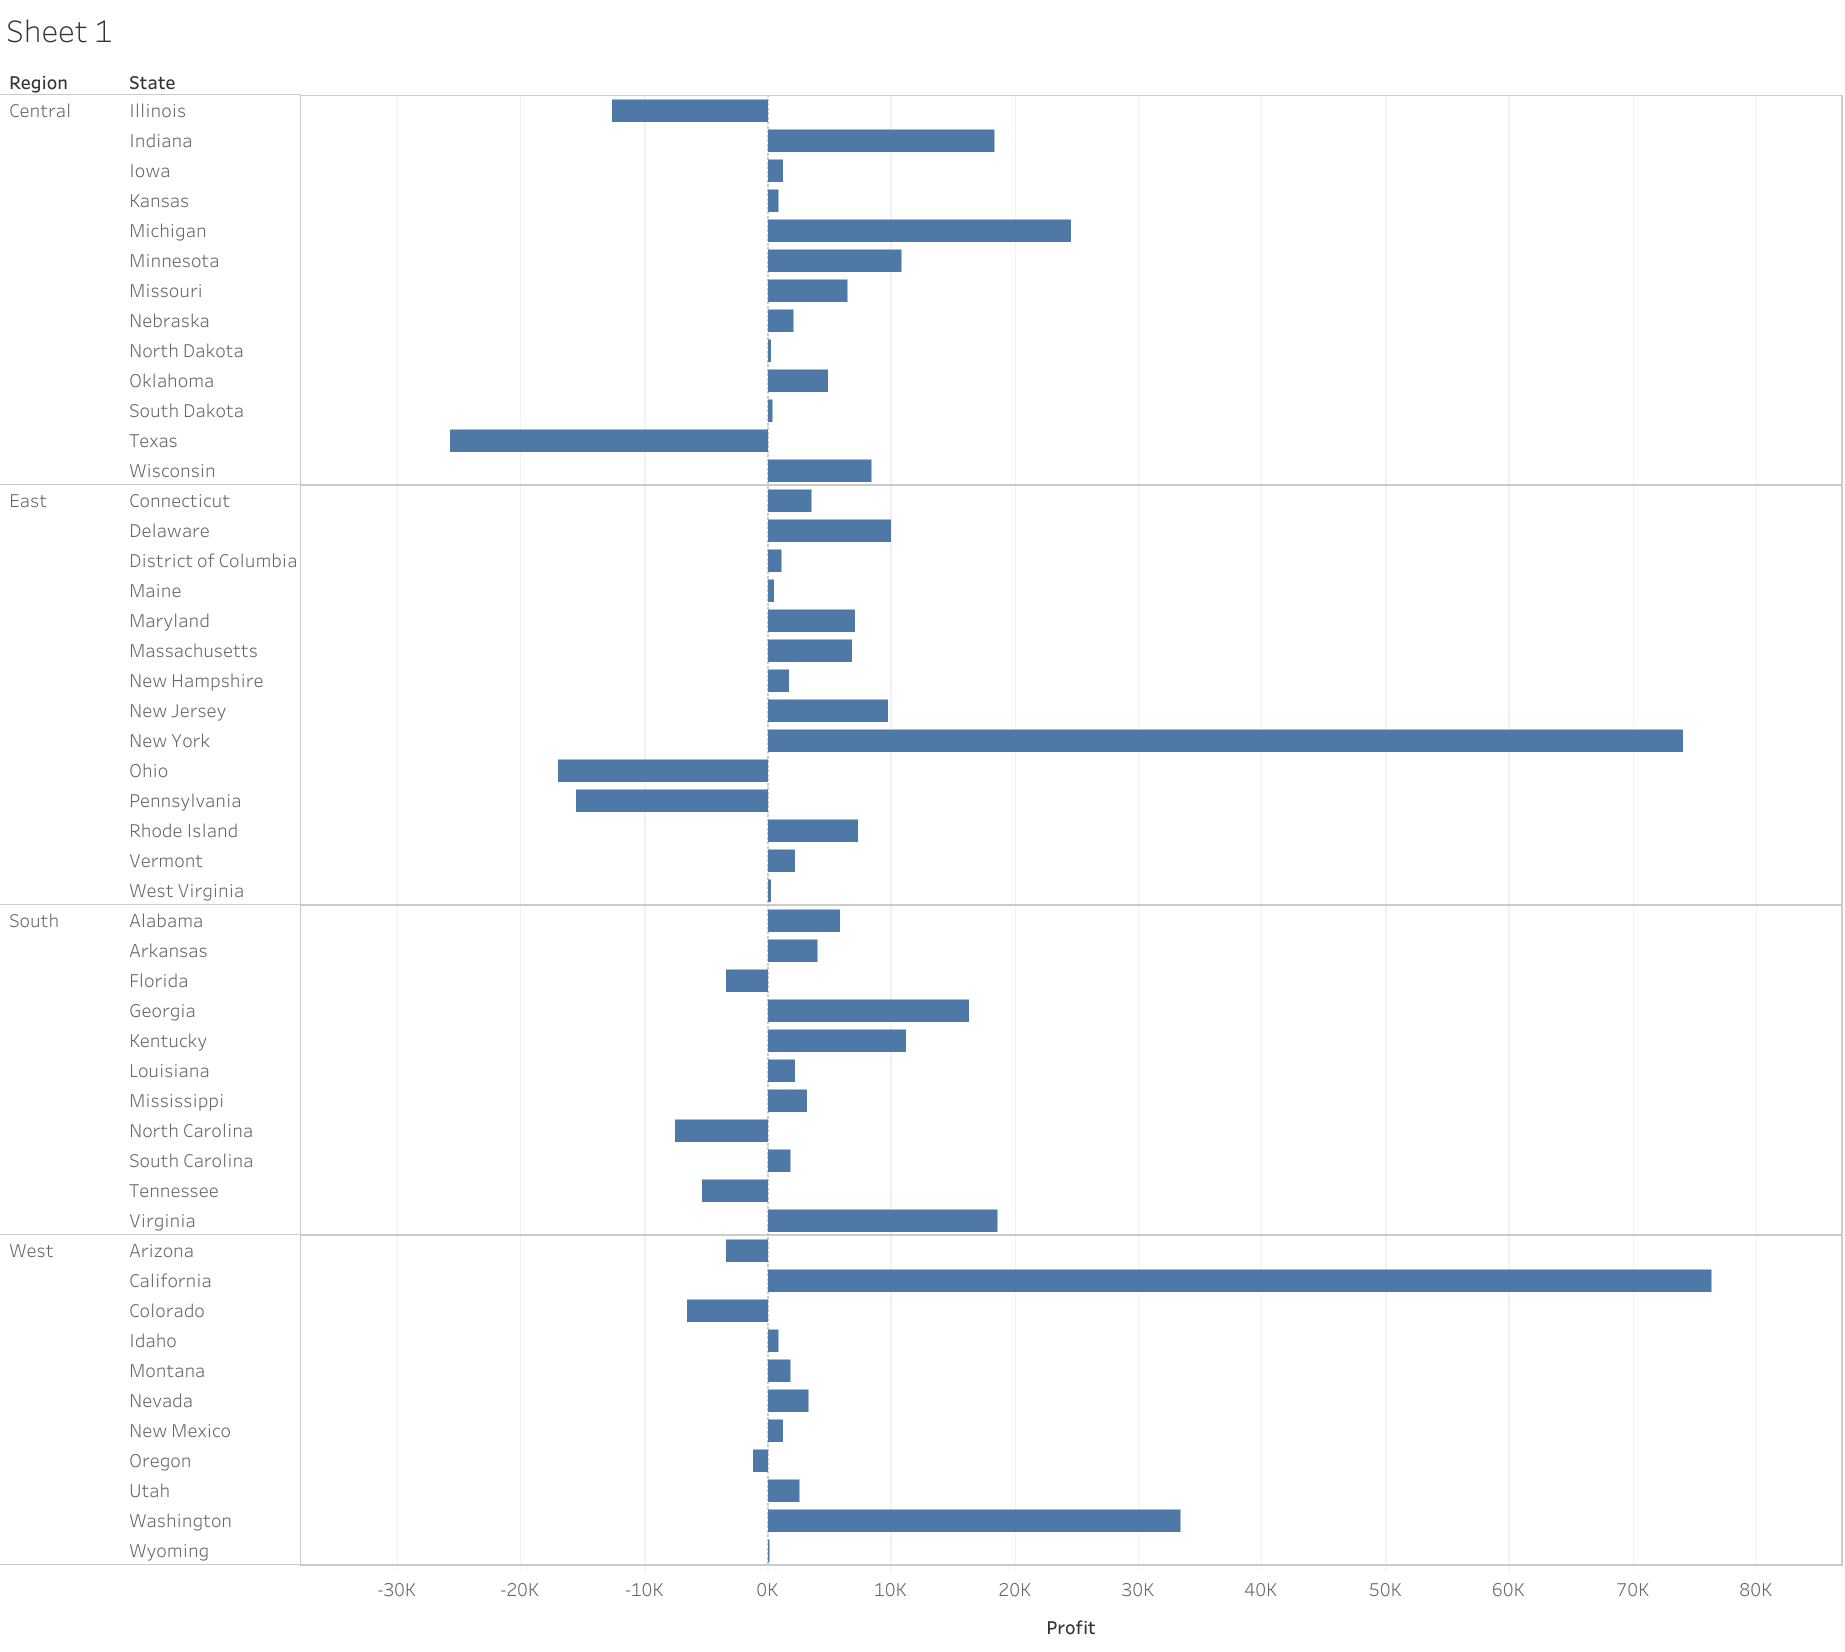 Sheet 1
Region State
Central Illinois
Indiana
Iowa
Kansas
Michigan
Minnesota
Missouri
Nebraska
North Dakota
Oklahoma
South Dakota
Texas
Wisconsin
East Connecticut
Delaware
District of Columbia
Maine
Maryland
Massachusetts
New Hampshire
New Jersey
New York
Ohio
Pennsylvania
Rhode Island
Vermont
West Virginia
South Alabama
Arkansas
Florida
Georgia
Kentucky
Louisiana
Mississippi
North Carolina
South Carolina
Tennessee
Virginia
West Arizona
California
Colorado
Idaho
Montana
Nevada
New Mexico
Oregon
Utah
Washington
Wyoming
-30K -20K -10K 0K 10K 20K 30K 40K 50K 60K 70K 80K
Profit